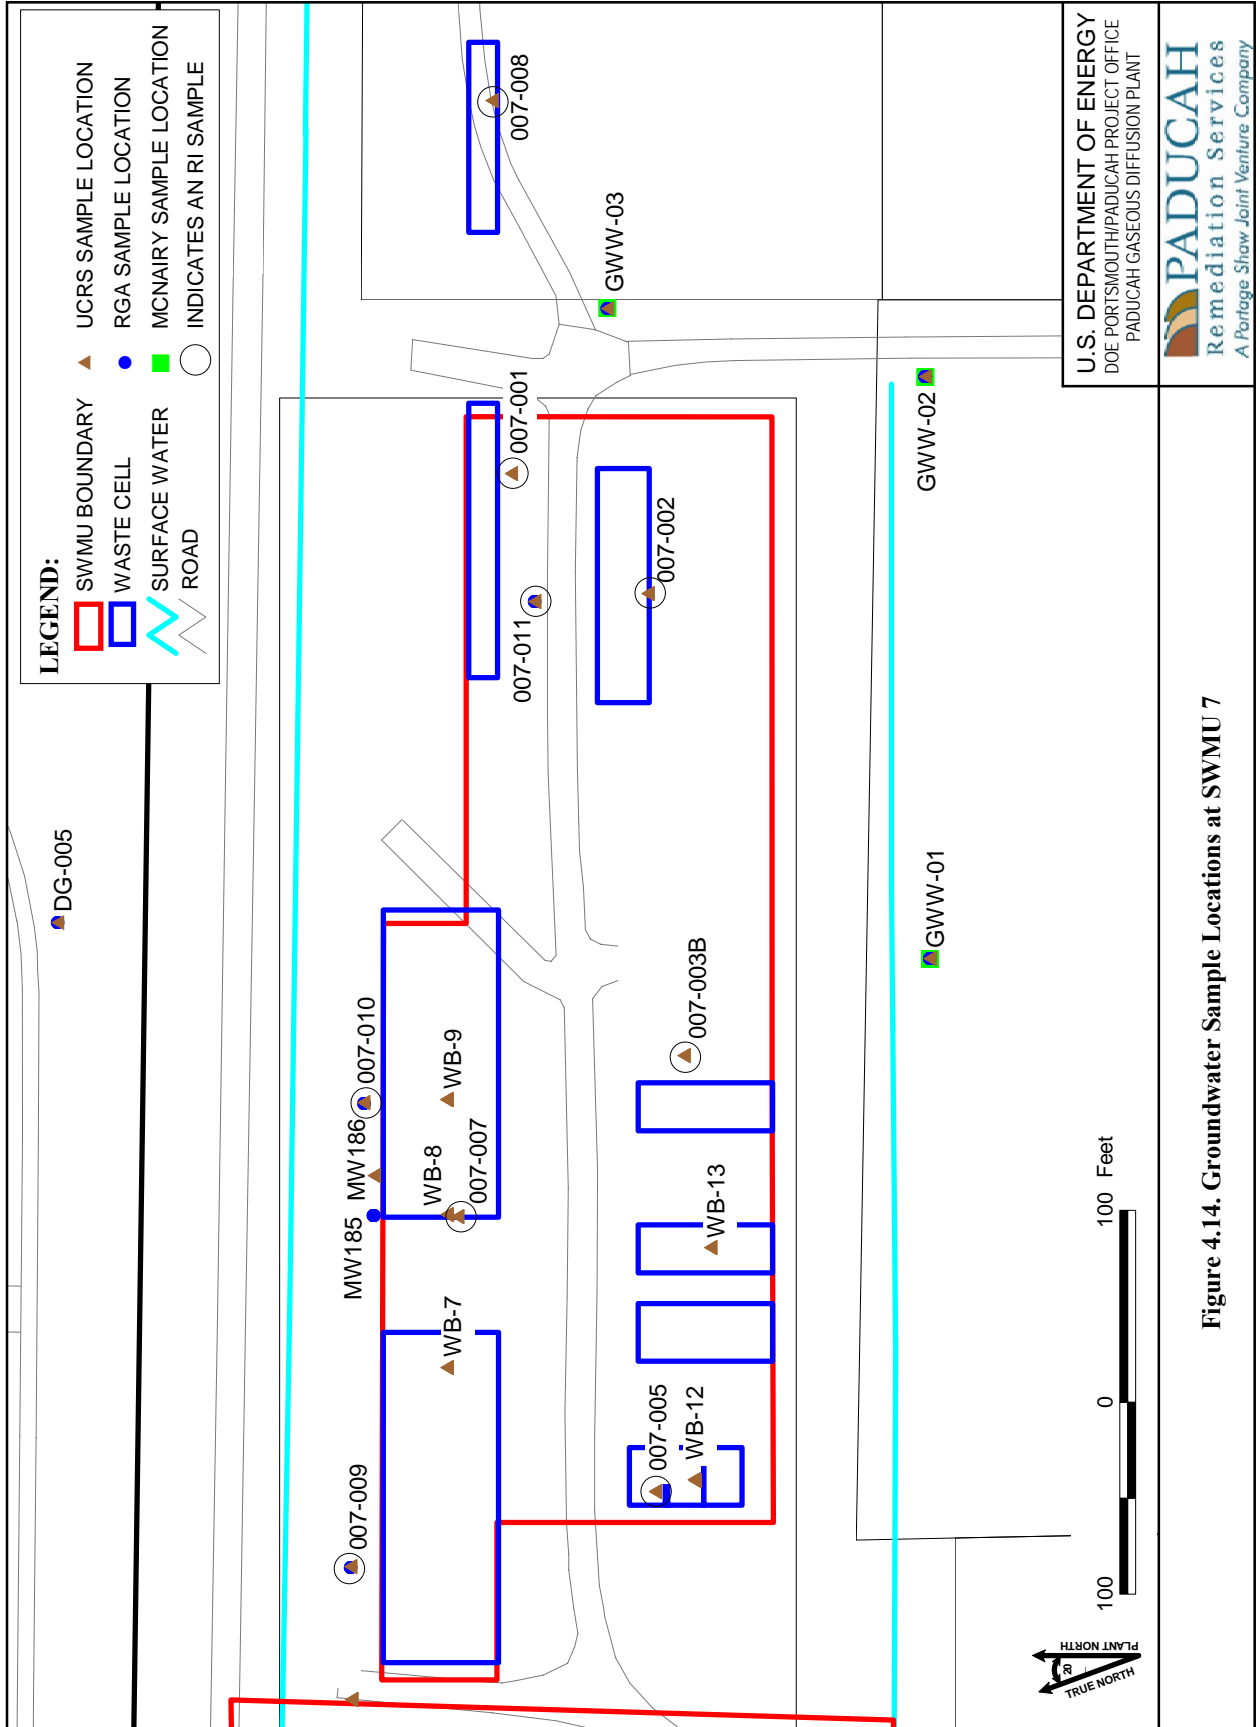 LEGEND:
SWMU BOUNDARY
WASTE CELL
SURFACE WATER
ROAD
UCRS SAMPLE LOCATION
RGA SAMPLE LOCATION
MCNAIRY SAMPLE LOCATION
INDICATES AN RI SAMPLE
DG-005
007-009
MW185
MW186
007-010
WB-7
WB-8
007-007
WB-9
007-011
007-001
007-008
GWW-03
007-002
007-003B
007-005
WB-12
WB-13
GWW-01
GWW-02
100 0 100 Feet
TRUE NORTH
20
PLANT NORTH
U.S. DEPARTMENT OF ENERGY
DOE PORTSMOUTH/PADUCAH PROJECT OFFICE
PADUCAH GASEOUS DIFFUSION PLANT
PADUCAH
Remediation Services
A Portage Shaw Joint Venture Company
Figure 4.14. Groundwater Sample Locations at SWMU 7